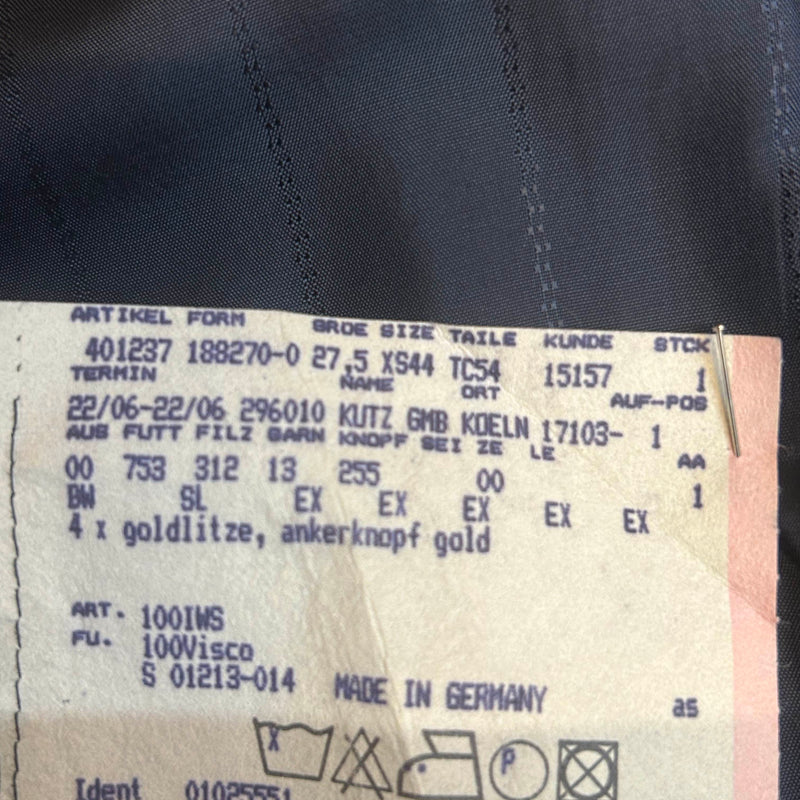 ARTIKEL FORM GROE SIZE TAILE KUNDE STCK
401237 188270-0 27,5 XS44 TC54 15157 1
TERMIN NAME ORT AUF-POS
22/06-22/06 296010 KUTZ GMB KOELN 17103- 1
AUS FUTT FILZ GARN KNOPF SEI ZE LE AA
00 753 312 13 255 00 1
BW SL EX EX EX EX EX
4 x goldlitze, ankerknopf gold
ART. 100IWS
FU. 100Visco
S 01213-014 MADE IN GERMANY as
X P
Ident 01025551